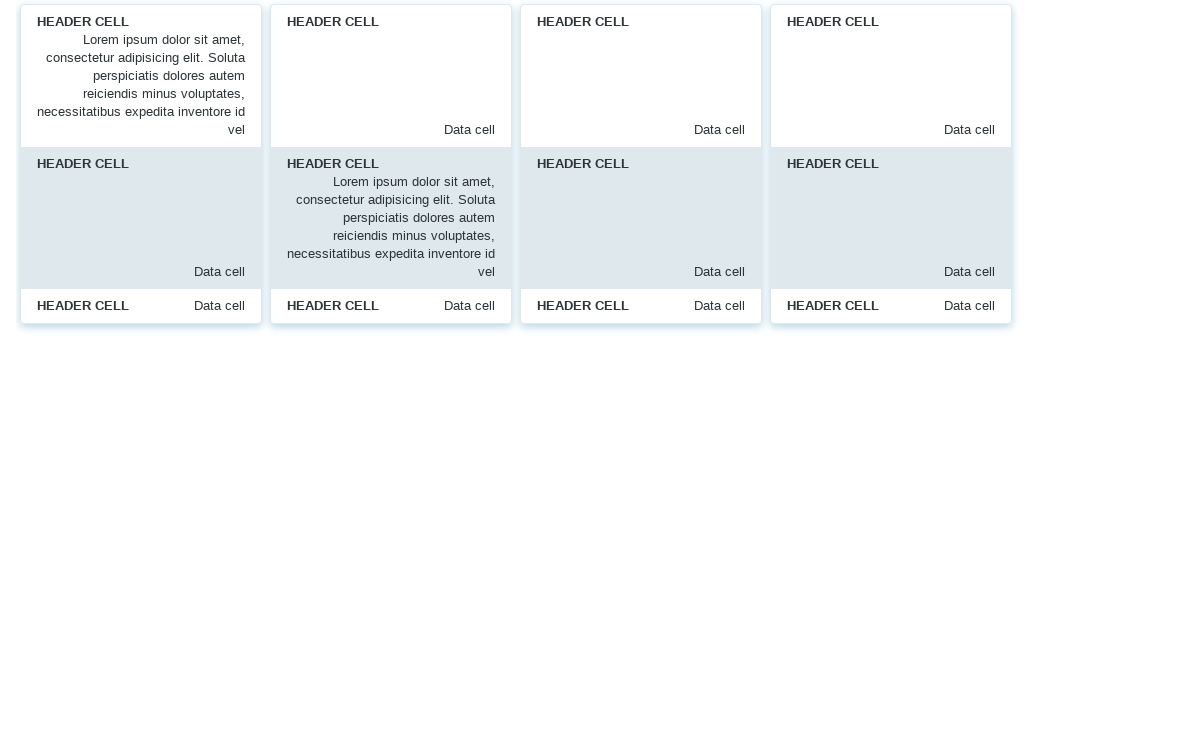 HEADER CELL
Lorem ipsum dolor sit amet,
consectetur adipisicing elit. Soluta
perspiciatis dolores autem
reiciendis minus voluptates,
necessitatibus expedita inventore id
vel
HEADER CELL
Data cell
HEADER CELL
Data cell
HEADER CELL
Data cell
HEADER CELL
Data cell
HEADER CELL
Lorem ipsum dolor sit amet,
consectetur adipisicing elit. Soluta
perspiciatis dolores autem
reiciendis minus voluptates,
necessitatibus expedita inventore id
vel
HEADER CELL
Data cell
HEADER CELL
Data cell
HEADER CELL Data cell
HEADER CELL Data cell
HEADER CELL Data cell
HEADER CELL Data cell